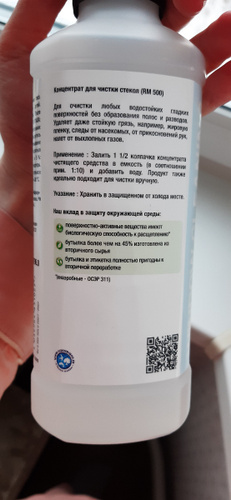 Концентрат для чистки стекол (RM 500)
Для очистки любых водостойких гладких
поверхностей без образования полос и разводов.
Удаляет даже стойкую грязь, например, жировую
пленку, следы от насекомых, от прикосновений рук,
налет от выхлопных газов.
Применение : Залить 1 1/2 колпачка концентрата
чистящего средства в емкость (в соотношении
прим. 1:10) и добавить воду. Продукт также
идеально подходит для чистки вручную.
Указание : Хранить в защищенном от холода месте.
Наш вклад в защиту окружающей среды:
поверхностно-активные вещества имеют
биологическую способность к расщеплению*
бутылка более чем на 45% изготовлена из
вторичного сырья
бутылка и этикетка полностью пригодны к
вторичной переработке
*(анаэробные - ОСЭР 311)